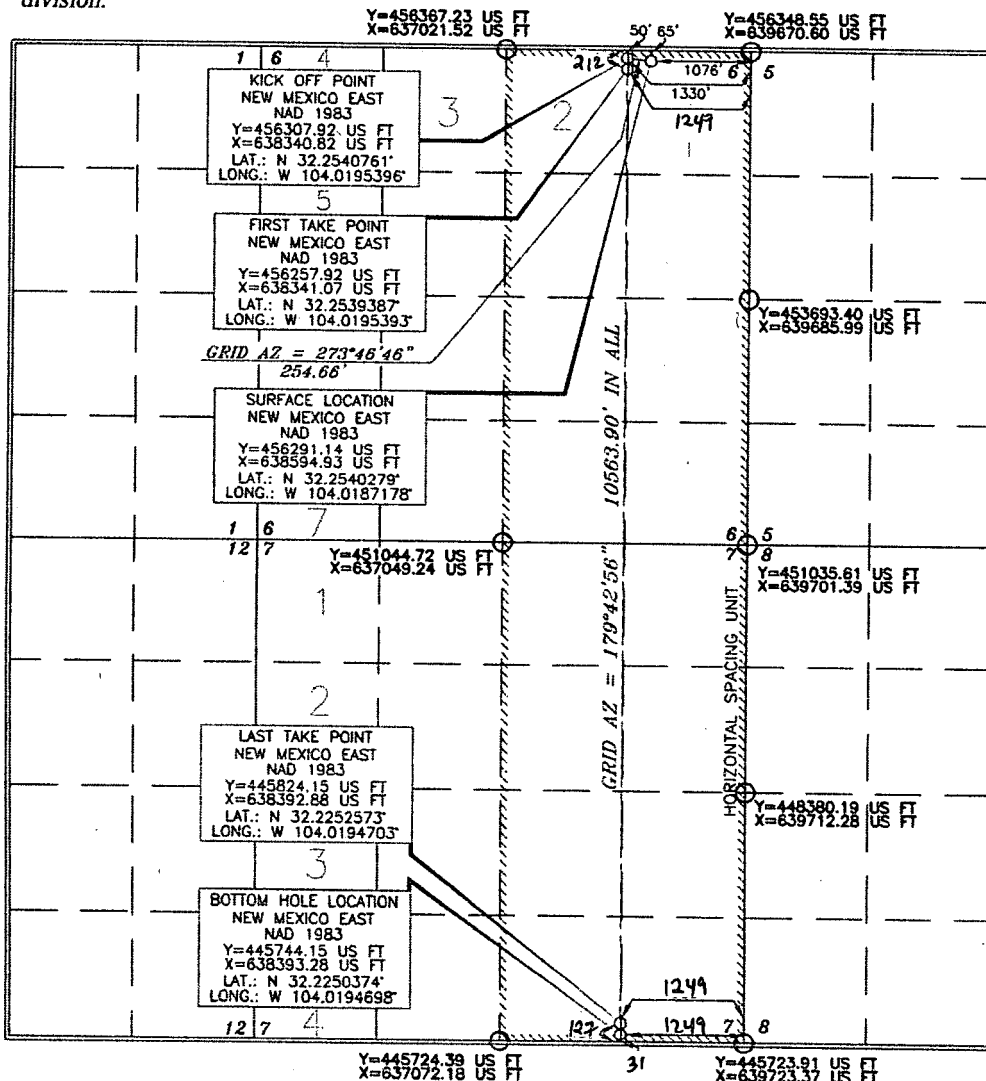 division.
Y=456367.23 US FT
X=637021.52 US FT
Y=456348.55 US FT
X=639670.60 US FT
50' 65'
212
1076'
1330'
1249
1 6
4
3
2
1
6 5
KICK OFF POINT
NEW MEXICO EAST
NAD 1983
Y=456307.92 US FT
X=638340.82 US FT
LAT.: N 32.2540761°
LONG.: W 104.0195396°
5
FIRST TAKE POINT
NEW MEXICO EAST
NAD 1983
Y=456257.92 US FT
X=638341.07 US FT
LAT.: N 32.2539387°
LONG.: W 104.0195393°
Y=453693.40 US FT
X=639685.99 US FT
GRID AZ = 273°46'46"
254.66'
SURFACE LOCATION
NEW MEXICO EAST
NAD 1983
Y=456291.14 US FT
X=638594.93 US FT
LAT.: N 32.2540279°
LONG.: W 104.0187178°
7
1 6
12 7
Y=451044.72 US FT
X=637049.24 US FT
6 5
7 8
Y=451035.61 US FT
X=639701.39 US FT
GRID AZ = 179°42'56" 10563.90' IN ALL
HORIZONTAL SPACING UNIT
1
2
LAST TAKE POINT
NEW MEXICO EAST
NAD 1983
Y=445824.15 US FT
X=638392.88 US FT
LAT.: N 32.2252573°
LONG.: W 104.0194703°
Y=448380.19 US FT
X=639712.28 US FT
3
BOTTOM HOLE LOCATION
NEW MEXICO EAST
NAD 1983
Y=445744.15 US FT
X=638393.28 US FT
LAT.: N 32.2250374°
LONG.: W 104.0194698°
12 7
4
1249
127
1249
7 8
31
Y=445724.39 US FT
X=637072.18 US FT
Y=445723.91 US FT
X=639723.37 US FT